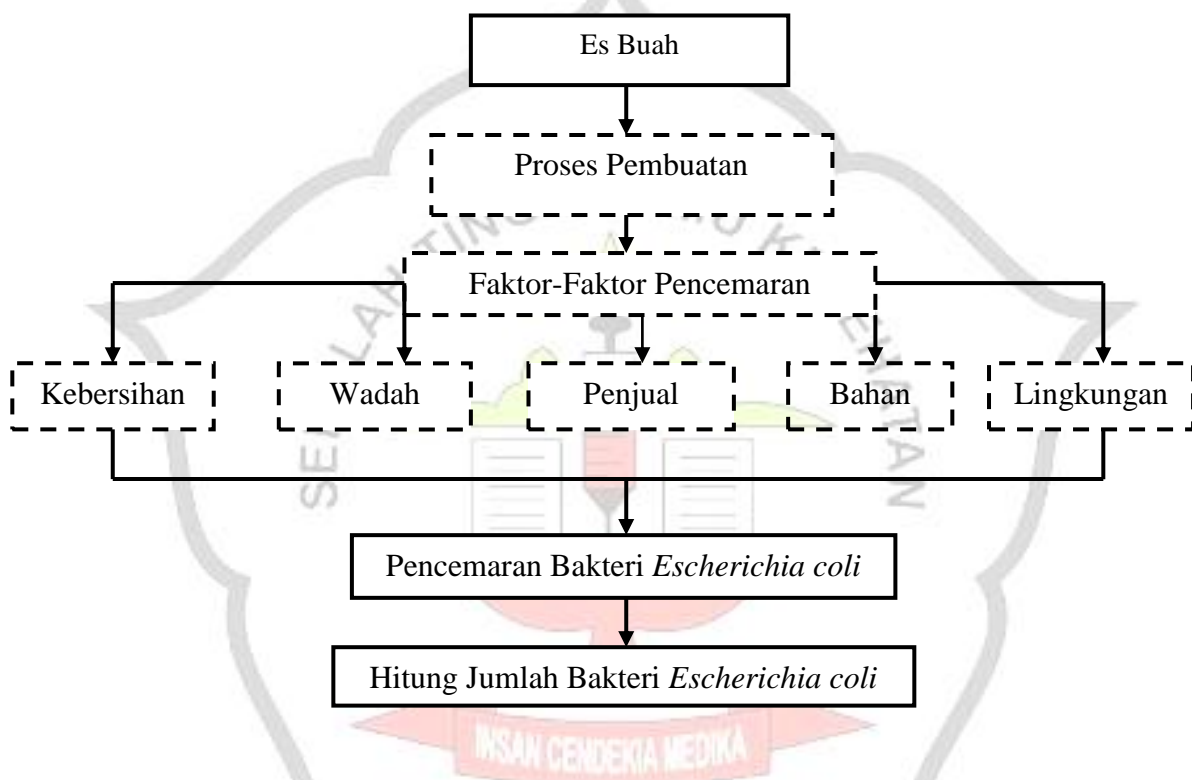 Es Buah
Proses Pembuatan
Faktor-Faktor Pencemaran
Kebersihan
Wadah
Penjual
Bahan
Lingkungan
Pencemaran Bakteri Escherichia coli
Hitung Jumlah Bakteri Escherichia coli
INSAN CENDEKIA MEDIKA